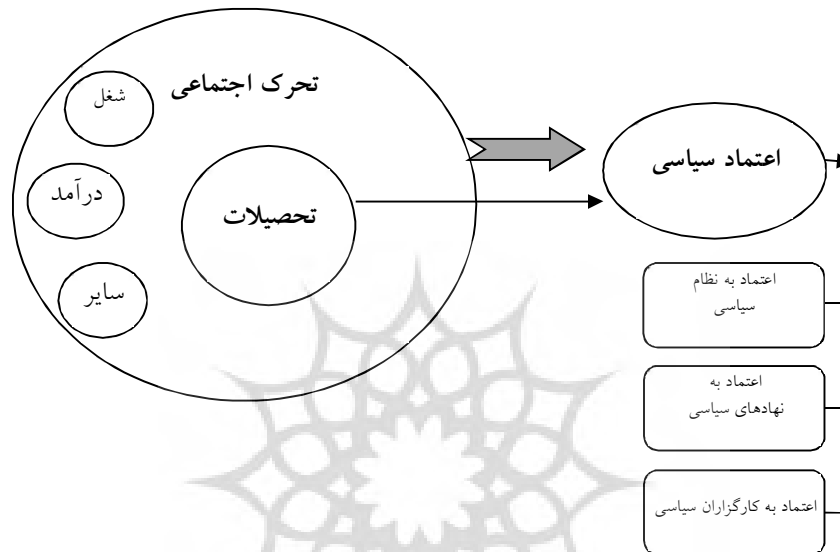 تحرک اجتماعی
شغل
درآمد
سایر
تحصیلات
اعتماد سیاسی
اعتماد به نظام
سیاسی
اعتماد به
نهادهای سیاسی
اعتماد به کارگزاران سیاسی